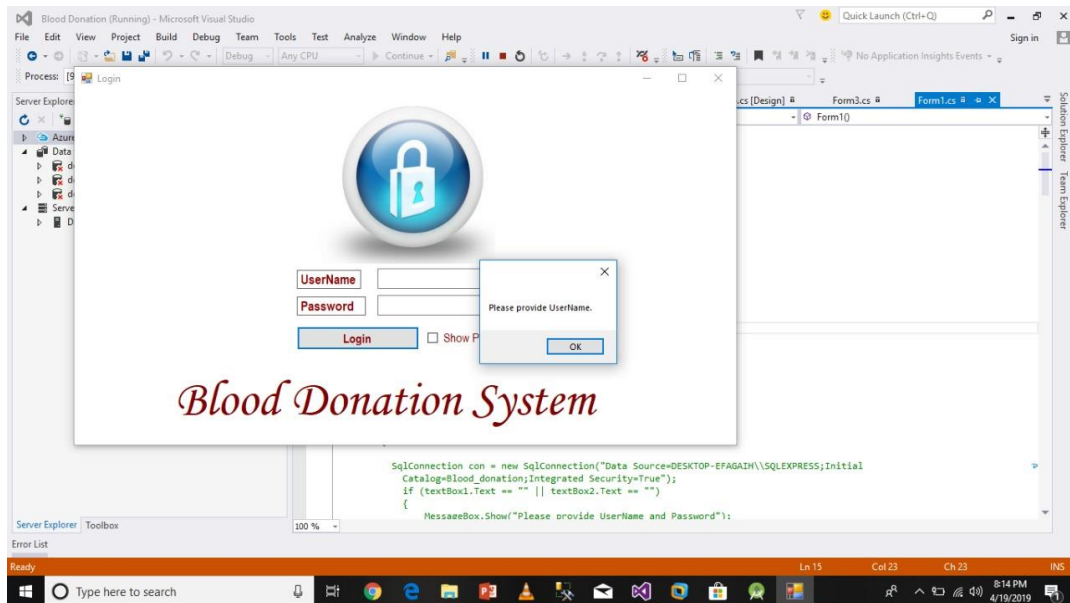 Blood Donation (Running) - Microsoft Visual Studio
Quick Launch (Ctrl+Q)
File Edit View Project Build Debug Team Tools Test Analyze Window Help
Sign in
Debug Any CPU Continue
No Application Insights Events
Process: [9
Login
Server Explore
.cs [Design]
Form3.cs
Form1.cs
Form1()
Azure
Data
d
d
d
Serve
D
Solution Explorer
Team Explorer
UserName
Password
Login
Show P
Please provide UserName.
OK
Blood Donation System
SqlConnection con = new SqlConnection("Data Source=DESKTOP-EFAGAIH\\SQLEXPRESS;Initial
Catalog=Blood_donation;Integrated Security=True");
if (textBox1.Text == "" || textBox2.Text == "")
{
MessageBox.Show("Please provide UserName and Password");
Server Explorer Toolbox
100 %
Error List
Ready
Ln 15 Col 23 Ch 23 INS
Type here to search
8:14 PM
4/19/2019